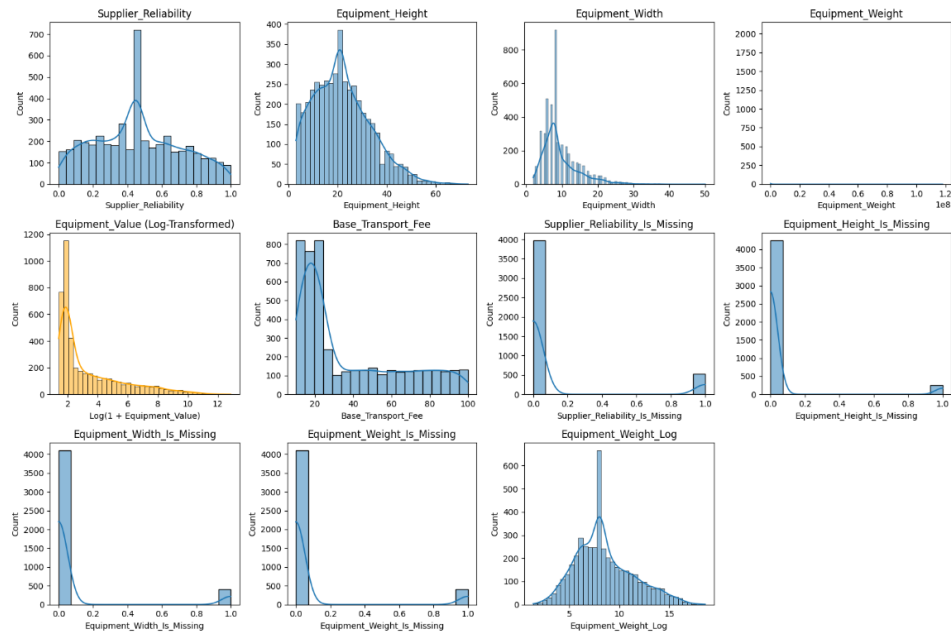 Supplier_Reliability
Equipment_Height
Equipment_Width
Equipment_Weight
Count
700
600
500
400
300
200
100
0
0.0 0.2 0.4 0.6 0.8 1.0
Supplier_Reliability
Count
400
350
300
250
200
150
100
50
0
20 40 60
Equipment_Height
Count
800
600
400
200
0
0 10 20 30 40 50
Equipment_Width
Count
2000
1750
1500
1250
1000
750
500
250
0
0.0 0.2 0.4 0.6 0.8 1.0 1.2
1e8
Equipment_Weight
Equipment_Value (Log-Transformed)
Base_Transport_Fee
Supplier_Reliability_Is_Missing
Equipment_Height_Is_Missing
Count
1200
1000
800
600
400
200
0
2 4 6 8 10 12
Log(1 + Equipment_Value)
Count
800
700
600
500
400
300
200
100
0
20 40 60 80 100
Base_Transport_Fee
Count
4000
3500
3000
2500
2000
1500
1000
500
0
0.0 0.2 0.4 0.6 0.8 1.0
Supplier_Reliability_Is_Missing
Count
4000
3500
3000
2500
2000
1500
1000
500
0
0.0 0.2 0.4 0.6 0.8 1.0
Equipment_Height_Is_Missing
Equipment_Width_Is_Missing
Equipment_Weight_Is_Missing
Equipment_Weight_Log
Count
4000
3500
3000
2500
2000
1500
1000
500
0
0.0 0.2 0.4 0.6 0.8 1.0
Equipment_Width_Is_Missing
Count
4000
3500
3000
2500
2000
1500
1000
500
0
0.0 0.2 0.4 0.6 0.8 1.0
Equipment_Weight_Is_Missing
Count
600
500
400
300
200
100
0
5 10 15
Equipment_Weight_Log